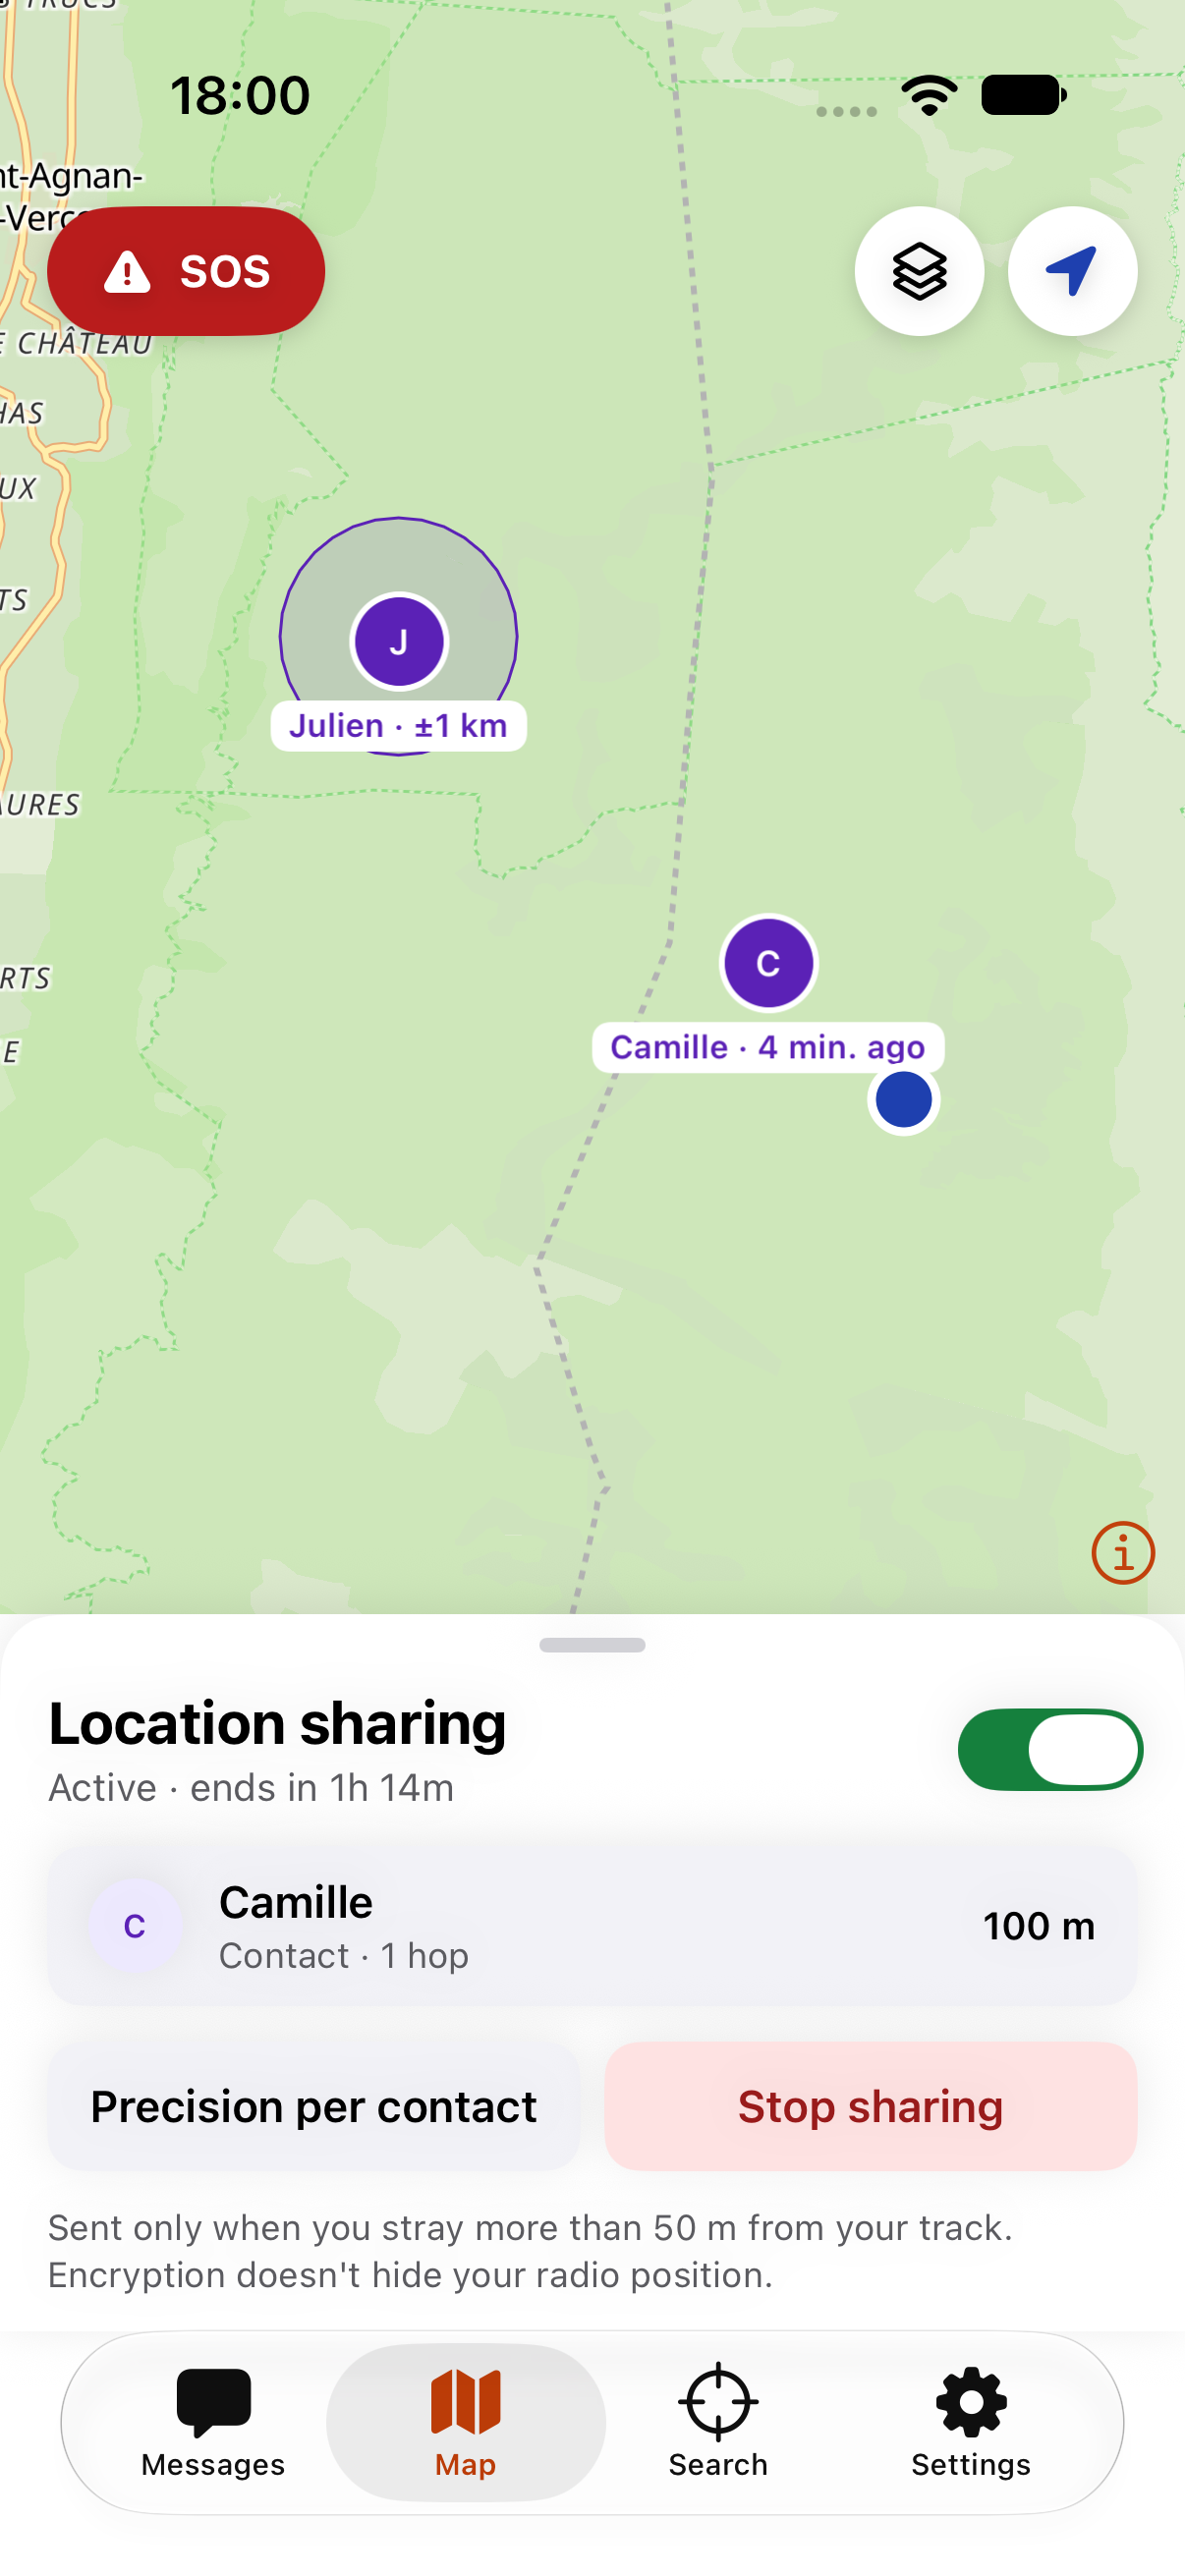 18:00
nt-Agnan-
-Verc
SOS
E CHÂTEAU
HAS
UX
TS
J
Julien · ±1 km
AURES
C
RTS
Camille · 4 min. ago
E
Location sharing
Active · ends in 1h 14m
C
Camille
100 m
Contact · 1 hop
Precision per contact
Stop sharing
Sent only when you stray more than 50 m from your track.
Encryption doesn't hide your radio position.
Messages
Map
Search
Settings